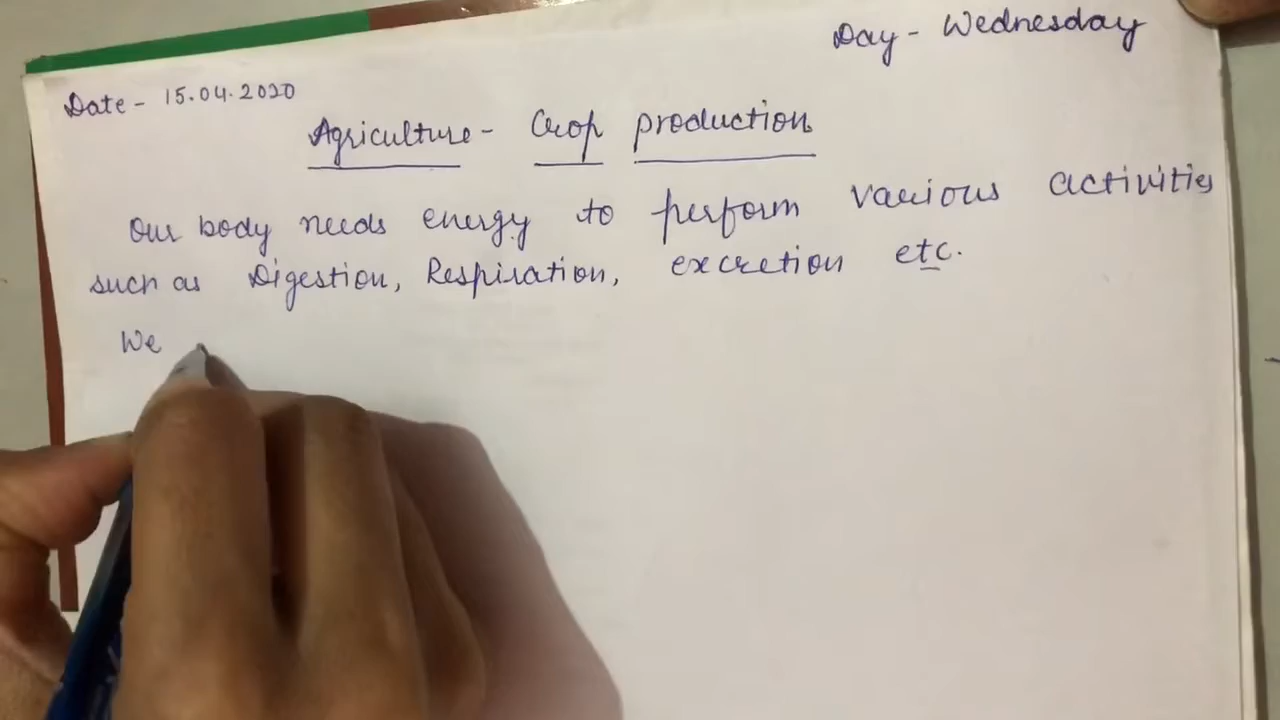 Day - Wednesday
Date - 15.04.2020
Agriculture - Crop production
Our body needs energy to perform various activities
such as Digestion, Respiration, excretion etc.
We